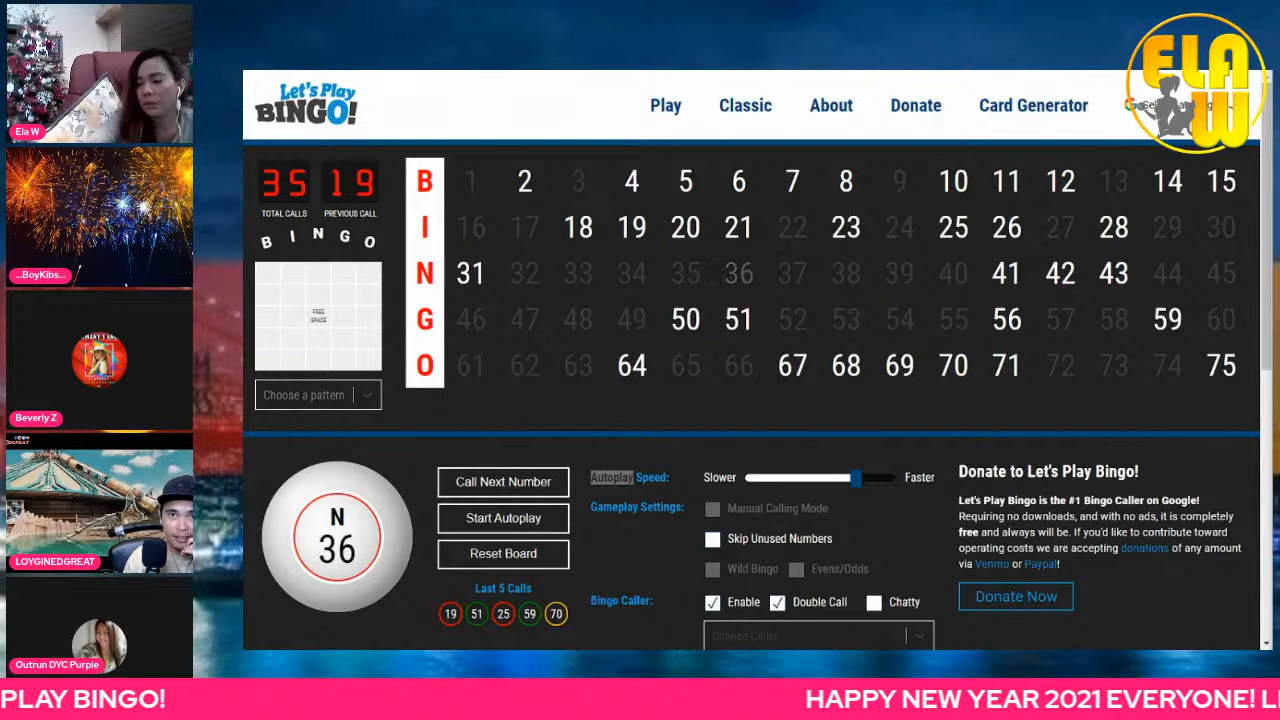 Ela W
...BoyKibs...
Beverly Z
LOYGINEDGREAT
Outrun DYC Purple
ELA
W
Let's Play
BINGO!
Play Classic About Donate Card Generator
35 19
TOTAL CALLS PREVIOUS CALL
B I N G O
FREE
SPACE
Choose a pattern
B 1 2 3 4 5 6 7 8 9 10 11 12 13 14 15
I 16 17 18 19 20 21 22 23 24 25 26 27 28 29 30
N 31 32 33 34 35 36 37 38 39 40 41 42 43 44 45
G 46 47 48 49 50 51 52 53 54 55 56 57 58 59 60
O 61 62 63 64 65 66 67 68 69 70 71 72 73 74 75
N
36
Call Next Number
Start Autoplay
Reset Board
Last 5 Calls
19 51 25 59 70
Autoplay Speed: Slower Faster
Gameplay Settings: Manual Calling Mode
Skip Unused Numbers
Wild Bingo Evens/Odds
Bingo Caller: Enable Double Call Chatty
Choose Caller
Donate to Let's Play Bingo!
Let's Play Bingo is the #1 Bingo Caller on Google!
Requiring no downloads, and with no ads, it is completely
free and always will be. If you'd like to contribute toward
operating costs we are accepting donations of any amount
via Venmo or Paypal!
Donate Now
PLAY BINGO! HAPPY NEW YEAR 2021 EVERYONE!